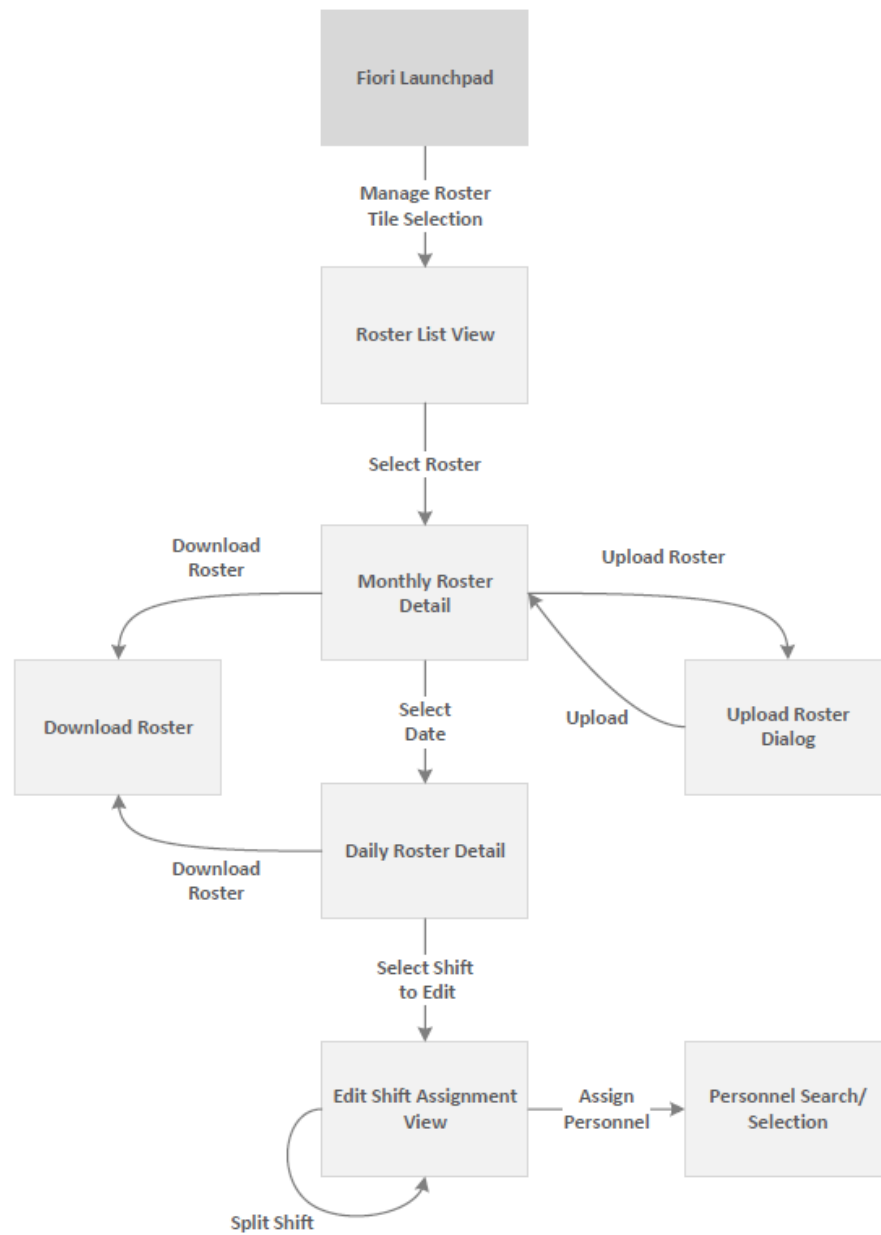 Fiori Launchpad
Manage Roster
Tile Selection
Roster List View
Select Roster
Download
Roster
Monthly Roster
Detail
Upload Roster
Download Roster
Select
Date
Upload
Upload Roster
Dialog
Daily Roster Detail
Download
Roster
Select Shift
to Edit
Edit Shift Assignment
View
Assign
Personnel
Personnel Search/
Selection
Split Shift